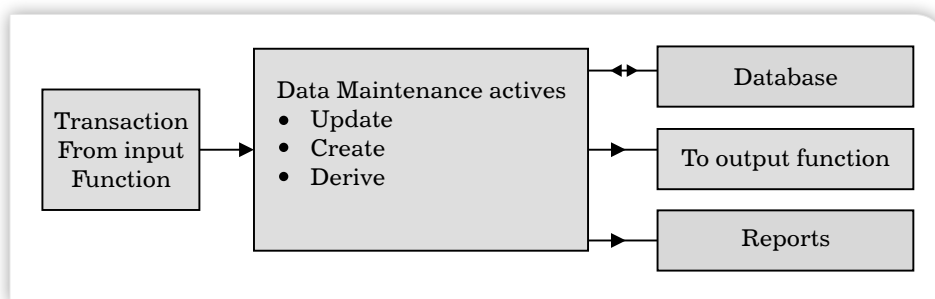 Transaction
From input
Function
Data Maintenance actives
• Update
• Create
• Derive
Database
To output function
Reports